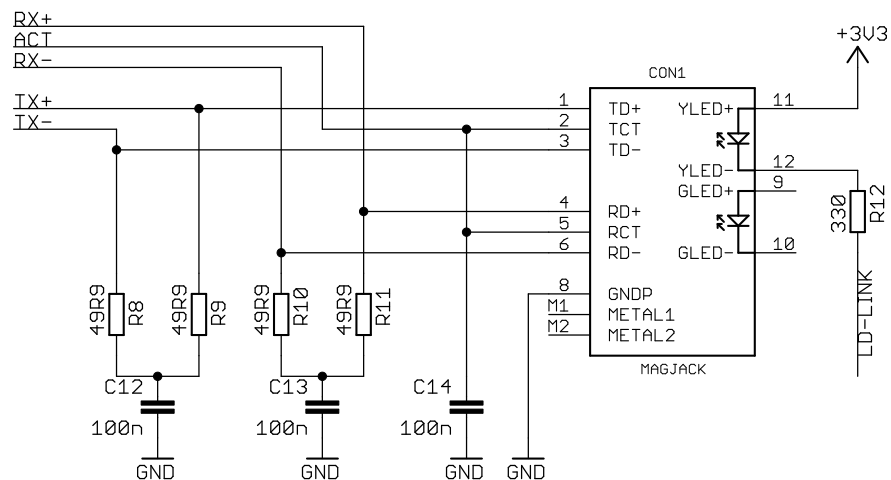 RX+
ACT
RX-
TX+
TX-
+3V3
CON1
1 TD+ YLED+ 11
2 TCT
3 TD-
YLED- 12
GLED+ 9
4 RD+
5 RCT
6 RD- GLED- 10
8 GNDP
M1 METAL1
M2 METAL2
MAGJACK
330
R12
LD-LINK
49R9
R8
49R9
R9
49R9
R10
49R9
R11
C12
C13
C14
100n
100n
100n
GND
GND
GND
GND